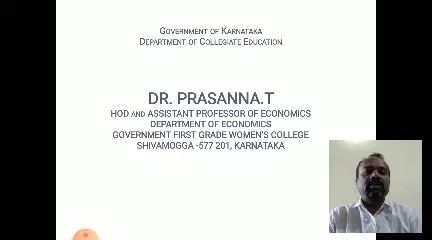 GOVERNMENT OF KARNATAKA
DEPARTMENT OF COLLEGIATE EDUCATION
DR. PRASANNA.T
HOD AND ASSISTANT PROFESSOR OF ECONOMICS
DEPARTMENT OF ECONOMICS
GOVERNMENT FIRST GRADE WOMEN'S COLLEGE
SHIVAMOGGA -577 201, KARNATAKA